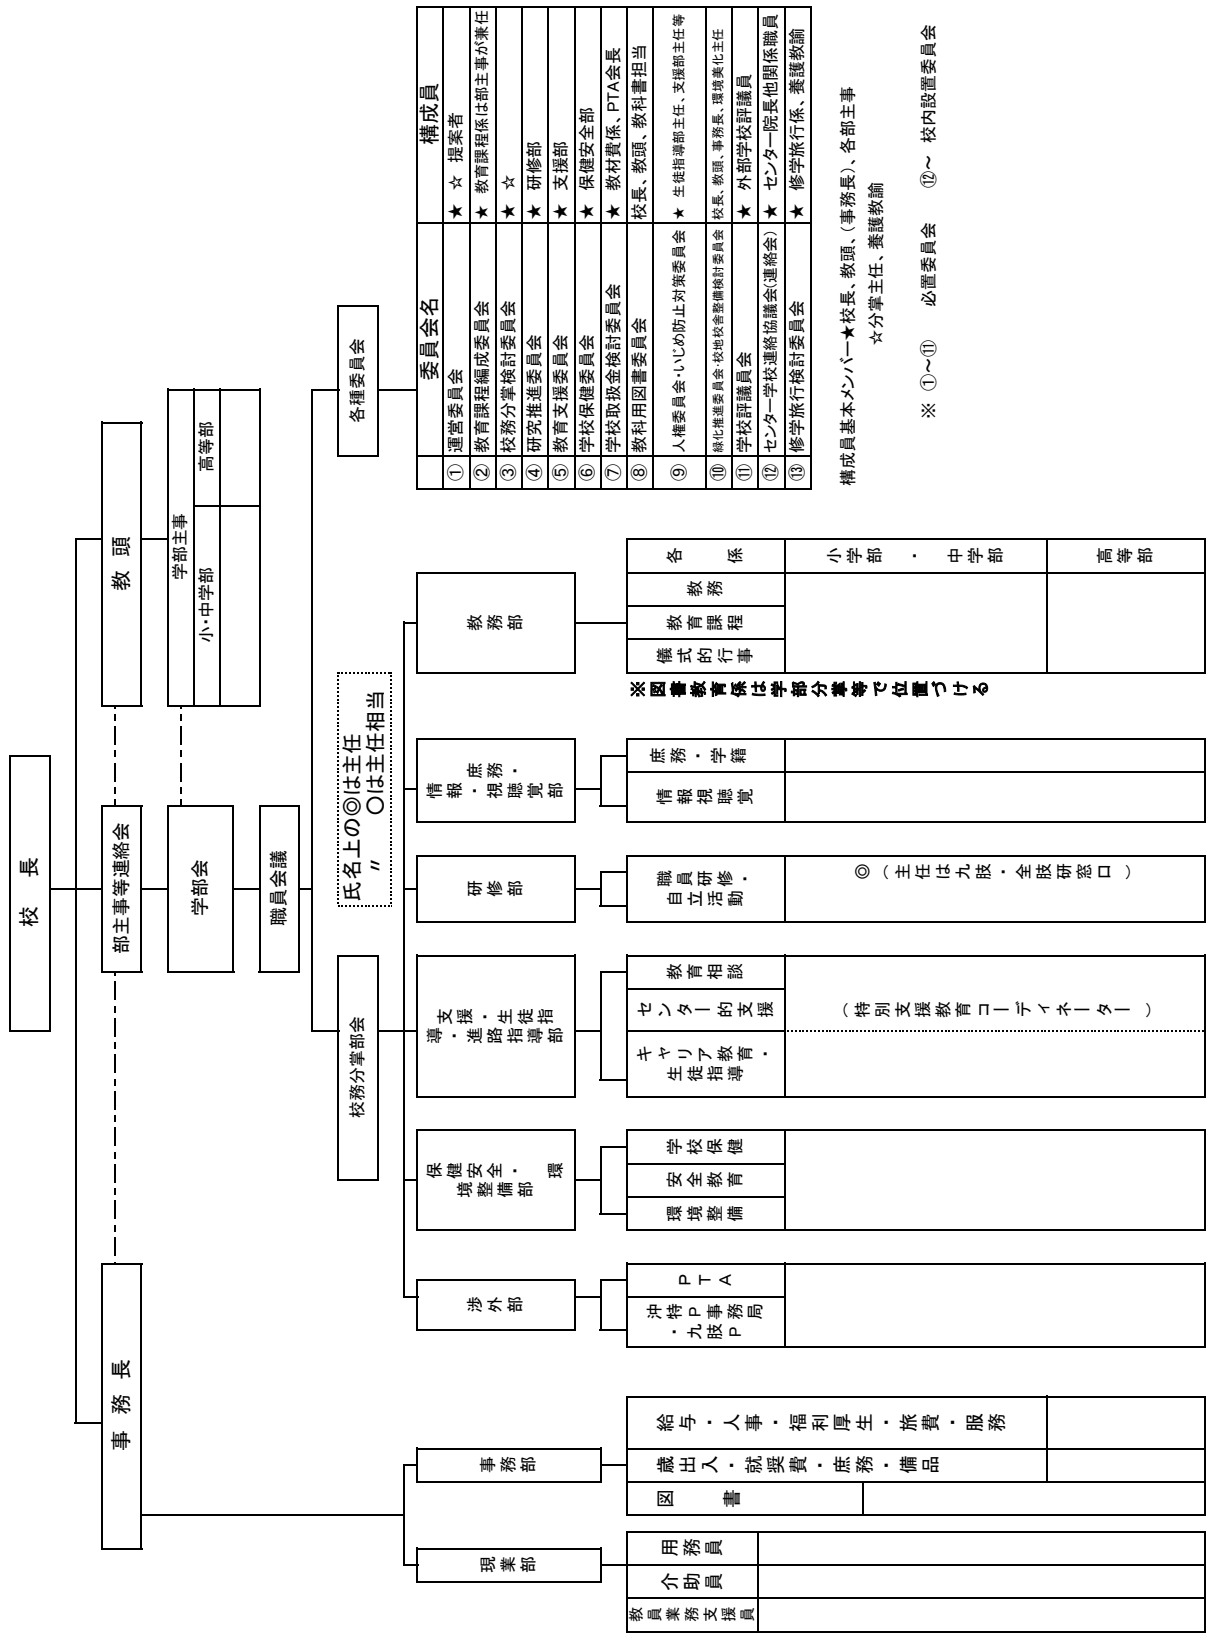 校　長
事　務　長
部主事等連絡会
教　頭
学部会
学部主事
小・中学部
高等部
職員会議
校務分掌部会
氏名上の◎は主任
〃　〇は主任相当
各種委員会
現業部
事務部
渉外部
保健安全・　環
境整備部
支援・生徒指
導・進路指導部
研修部
情報・庶務・
視聴覚部
教務部
教員業務支援員
介助員
用務員
図　　書
歳出入・就奨費・庶務・備品
給与・人事・福利厚生・旅費・服務
沖特P事務局
・九肢P
PTA
環境整備
安全教育
学校保健
キャリア教育・
生徒指導
センター的支援
教育相談
（特別支援教育コーディネーター　）
職員研修・
自立活動
◎（主任は九肢・全肢研窓口　）
情報視聴覚
庶務・学籍
※図書教育係は学部分掌等で位置づける
各　　係
小学部　・　中学部
高等部
教務
教育課程
儀式的行事
委員会名　構成員
① 運営委員会　★ ☆ 提案者
② 教育課程編成委員会　★ 教育課程係は部主事が兼任
③ 校務分掌検討委員会　★ ☆
④ 研究推進委員会　★ 研修部
⑤ 教育支援委員会　★ 支援部
⑥ 学校保健委員会　★ 保健安全部
⑦ 学校取扱金検討委員会　★ 教材費係、PTA会長
⑧ 教科用図書委員会　校長、教頭、教科書担当
⑨ 人権委員会・いじめ防止対策委員会　★ 生徒指導部主任、支援部主任等
⑩ 緑化推進委員会・校地校舎整備検討委員会　校長、教頭、事務長、環境美化主任
⑪ 学校評議員会　★ 外部学校評議員
⑫ センター学校連絡協議会（連絡会）　★ センター院長他関係職員
⑬ 修学旅行検討委員会　★ 修学旅行係、養護教諭
構成員基本メンバー★校長、教頭、（事務長）、各部主事
☆分掌主任、養護教諭
※ ①～⑪　必置委員会　⑫～ 校内設置委員会